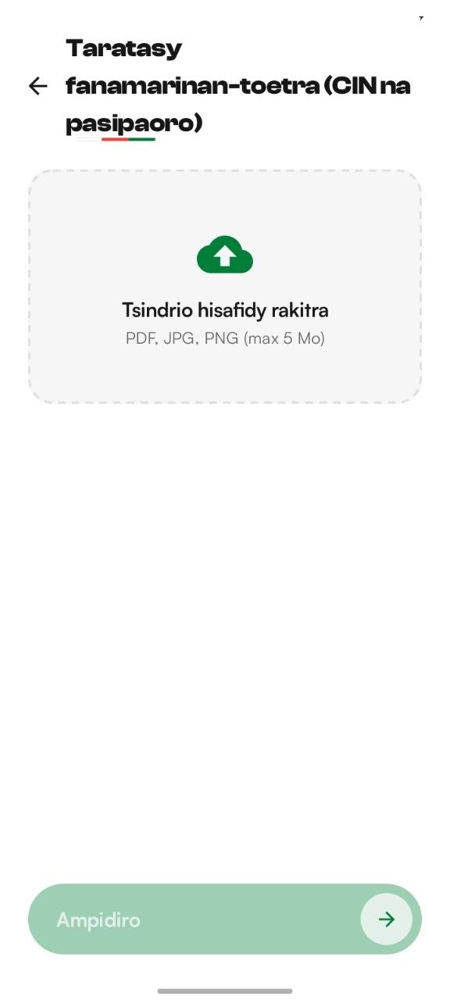 Taratasy
fanamarinan-toetra (CIN na
pasipaoro)
Tsindrio hisafidy rakitra
PDF, JPG, PNG (max 5 Mo)
Ampidiro